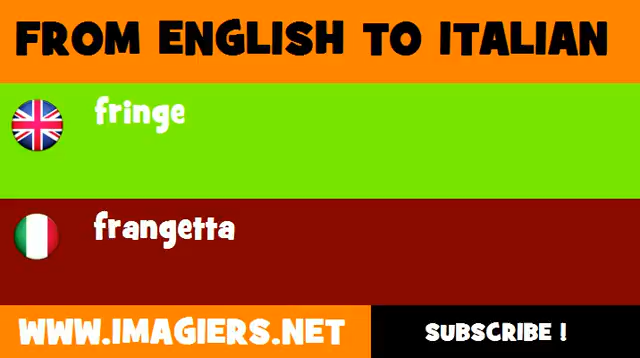 FROM ENGLISH TO ITALIAN
fringe
frangetta
WWW.IMAGIERS.NET
SUBSCRIBE !